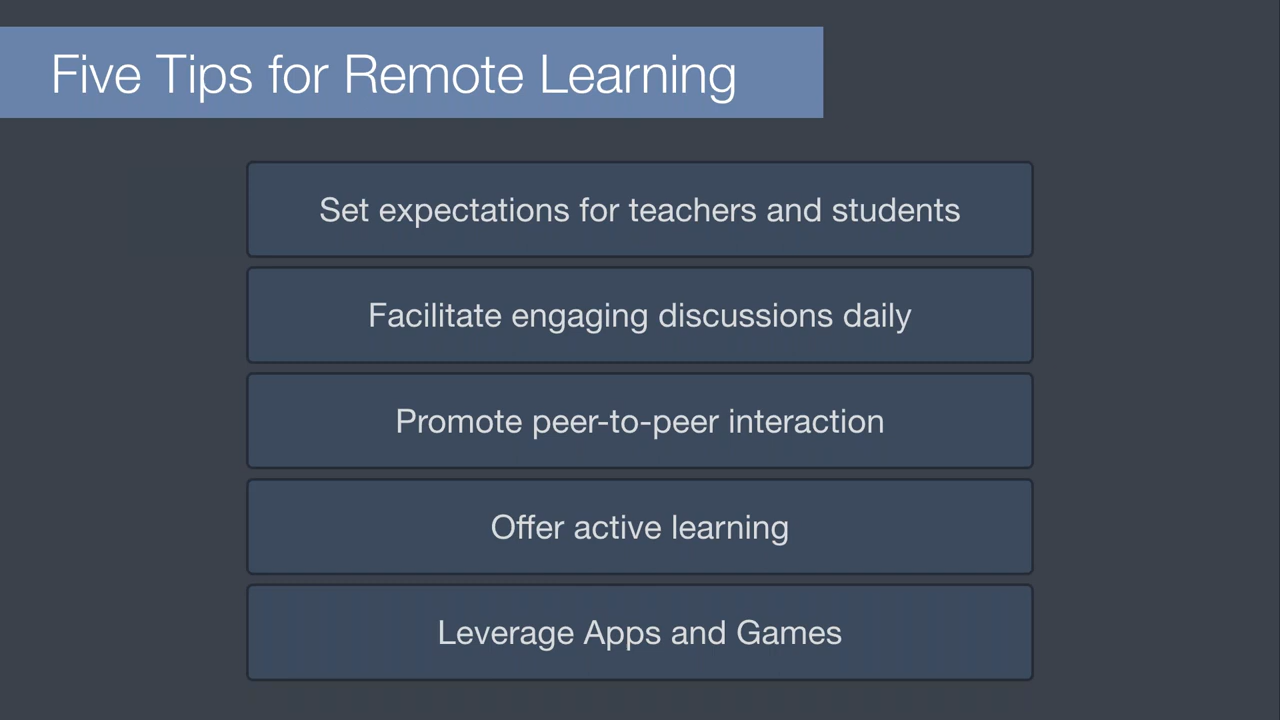 Five Tips for Remote Learning
Set expectations for teachers and students
Facilitate engaging discussions daily
Promote peer-to-peer interaction
Offer active learning
Leverage Apps and Games